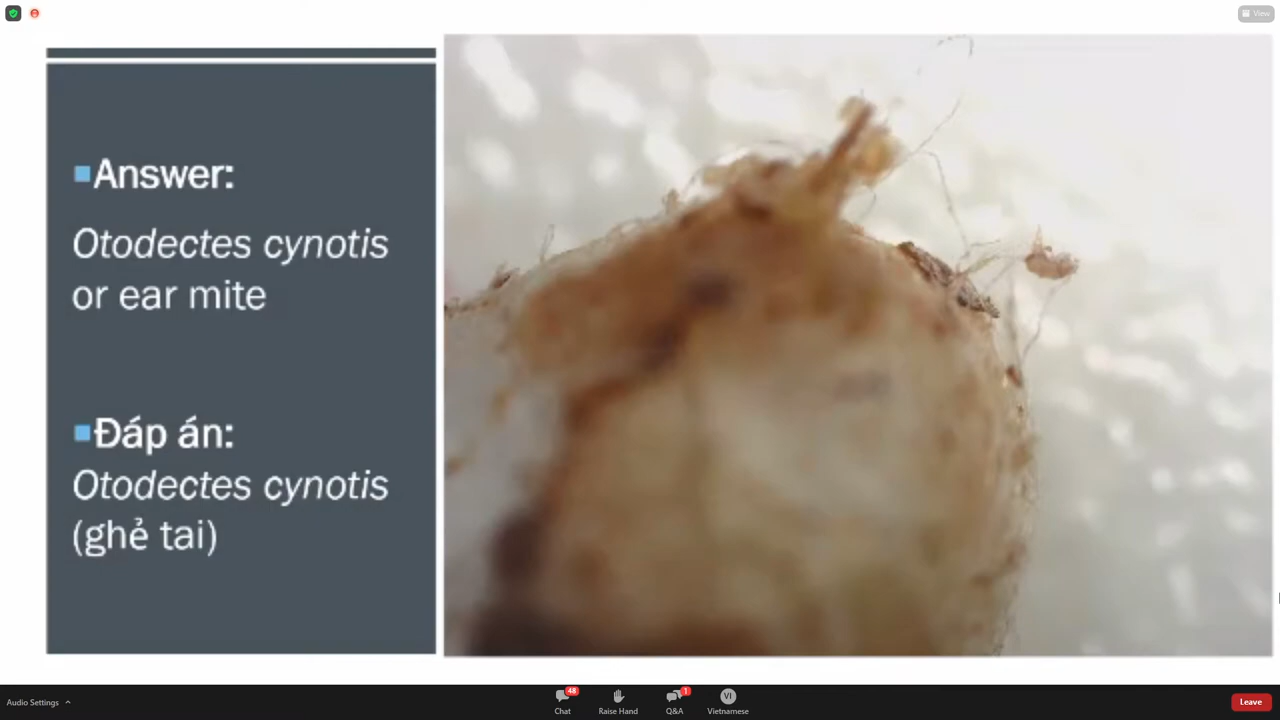 View
Answer:
Otodectes cynotis
or ear mite
Đáp án:
Otodectes cynotis
(ghẻ tai)
48
1
VI
Audio Settings
Chat
Raise Hand
Q&A
Vietnamese
Leave